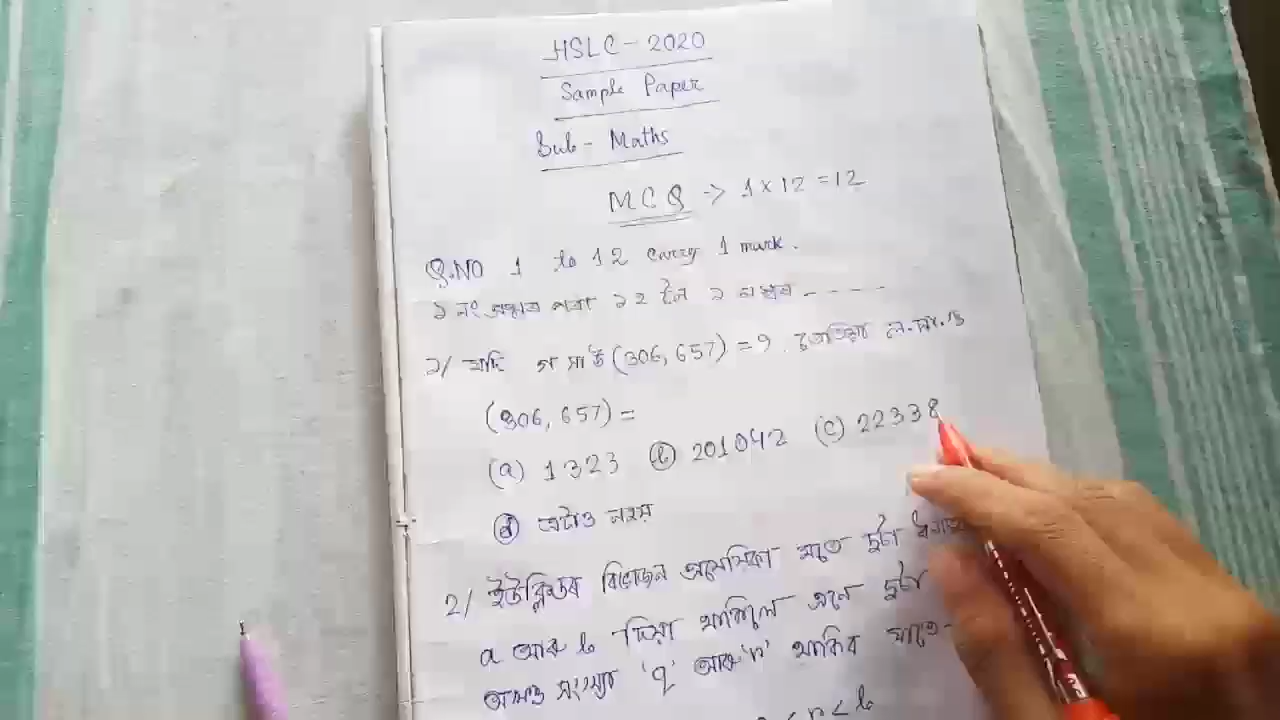 HSLC - 2020
Sample Paper
Sub - Maths
MCQ → 1 x 12 = 12
Q.NO 1 to 12 carry 1 mark.
১ নং প্ৰশ্নৰ পৰা ১২ লৈ ১ নম্বৰ - - - - -
১/ যদি গ সা উ (306, 657) = 9. তেতিয়া ল.সা.গু
(306, 657) =
(a) 1323 (b) 201042 (c) 22338
(d) এটাও নহয়
2/ ইউক্লিডৰ বিভাজন প্ৰমেয়িকা মতে দুটা ধনাত্মক
a আৰু b দিয়া থাকিলে এনে দুটা
অখণ্ড সংখ্যা 'q' আৰু 'r' থাকিব যাতে-
r < b